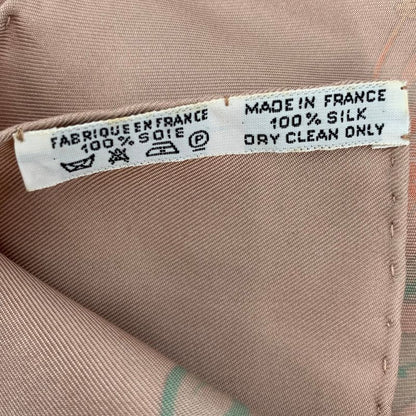 FABRIQUE EN FRANCE
100% SOIE
MADE IN FRANCE
100% SILK
DRY CLEAN ONLY